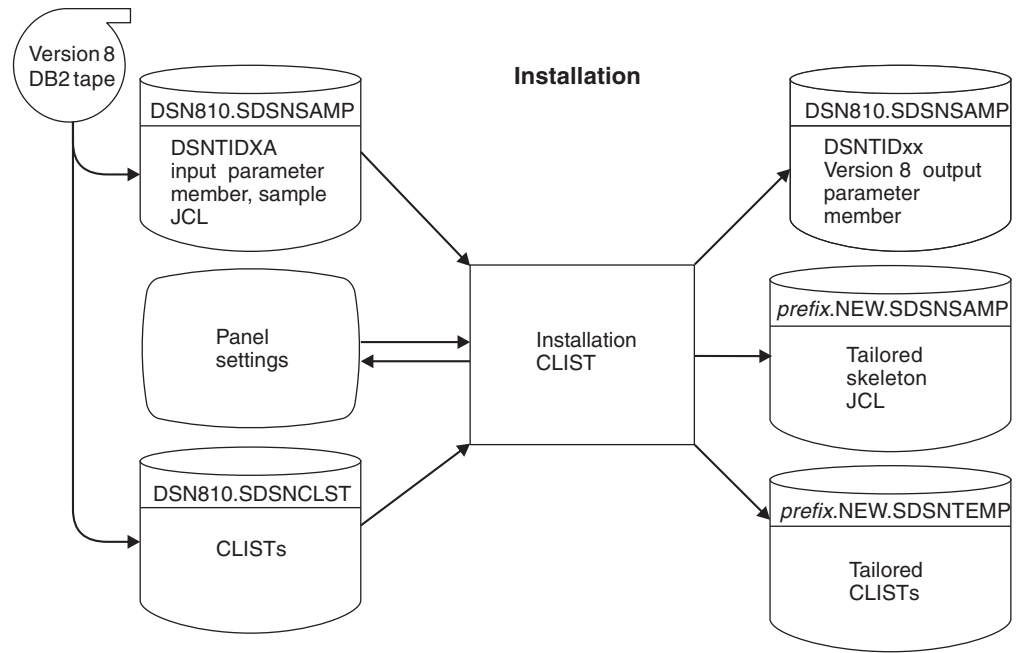 Version 8
DB2 tape
Installation
DSN810.SDSNSAMP
DSNTIDXA
input parameter
member, sample
JCL
DSN810.SDSNSAMP
DSNTIDxx
Version 8 output
parameter
member
Panel
settings
Installation
CLIST
prefix.NEW.SDSNSAMP
Tailored
skeleton
JCL
DSN810.SDSNCLST
CLISTs
prefix.NEW.SDSNTEMP
Tailored
CLISTs